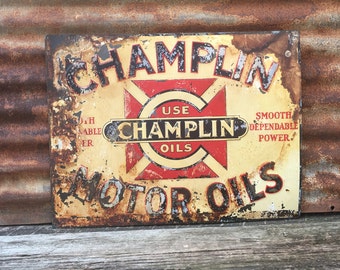 CHAMPLIN
USE
CHAMPLIN
OILS
SMOOTH
DEPENDABLE
POWER.
MOTOR OILS